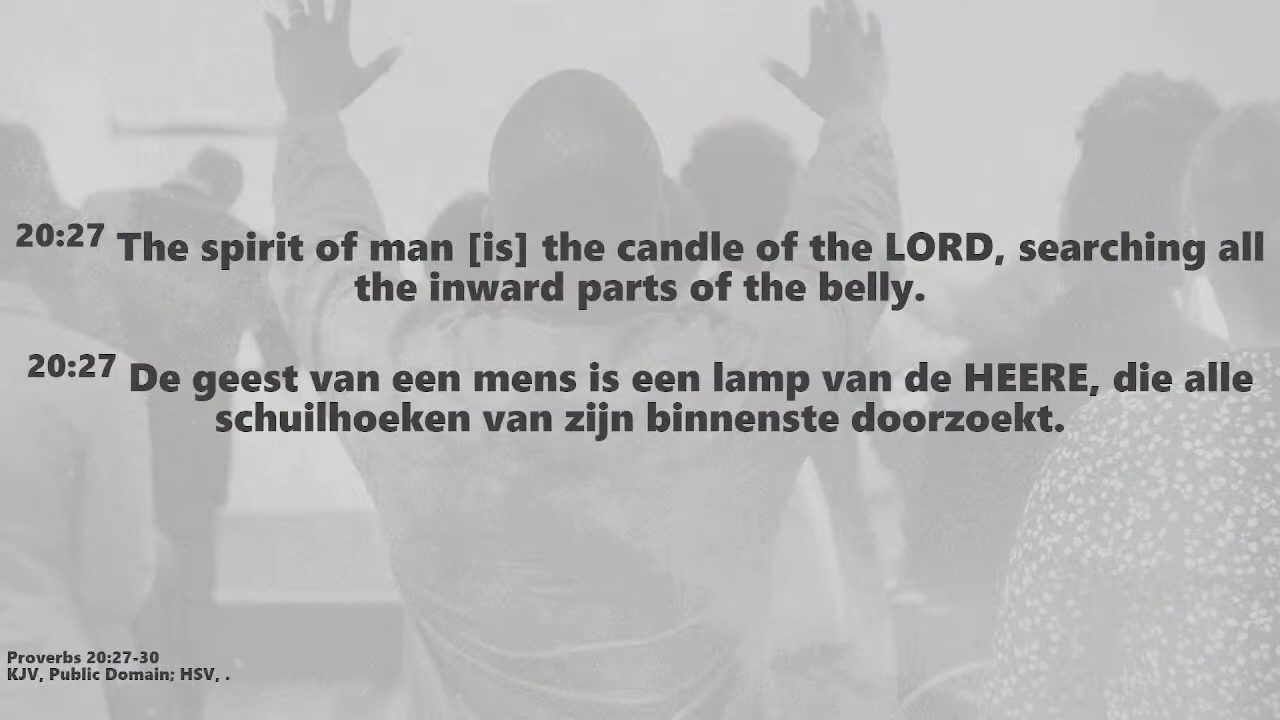 20:27 The spirit of man [is] the candle of the LORD, searching all
the inward parts of the belly.
20:27 De geest van een mens is een lamp van de HEERE, die alle
schuilhoeken van zijn binnenste doorzoekt.
Proverbs 20:27-30
KJV, Public Domain; HSV, .